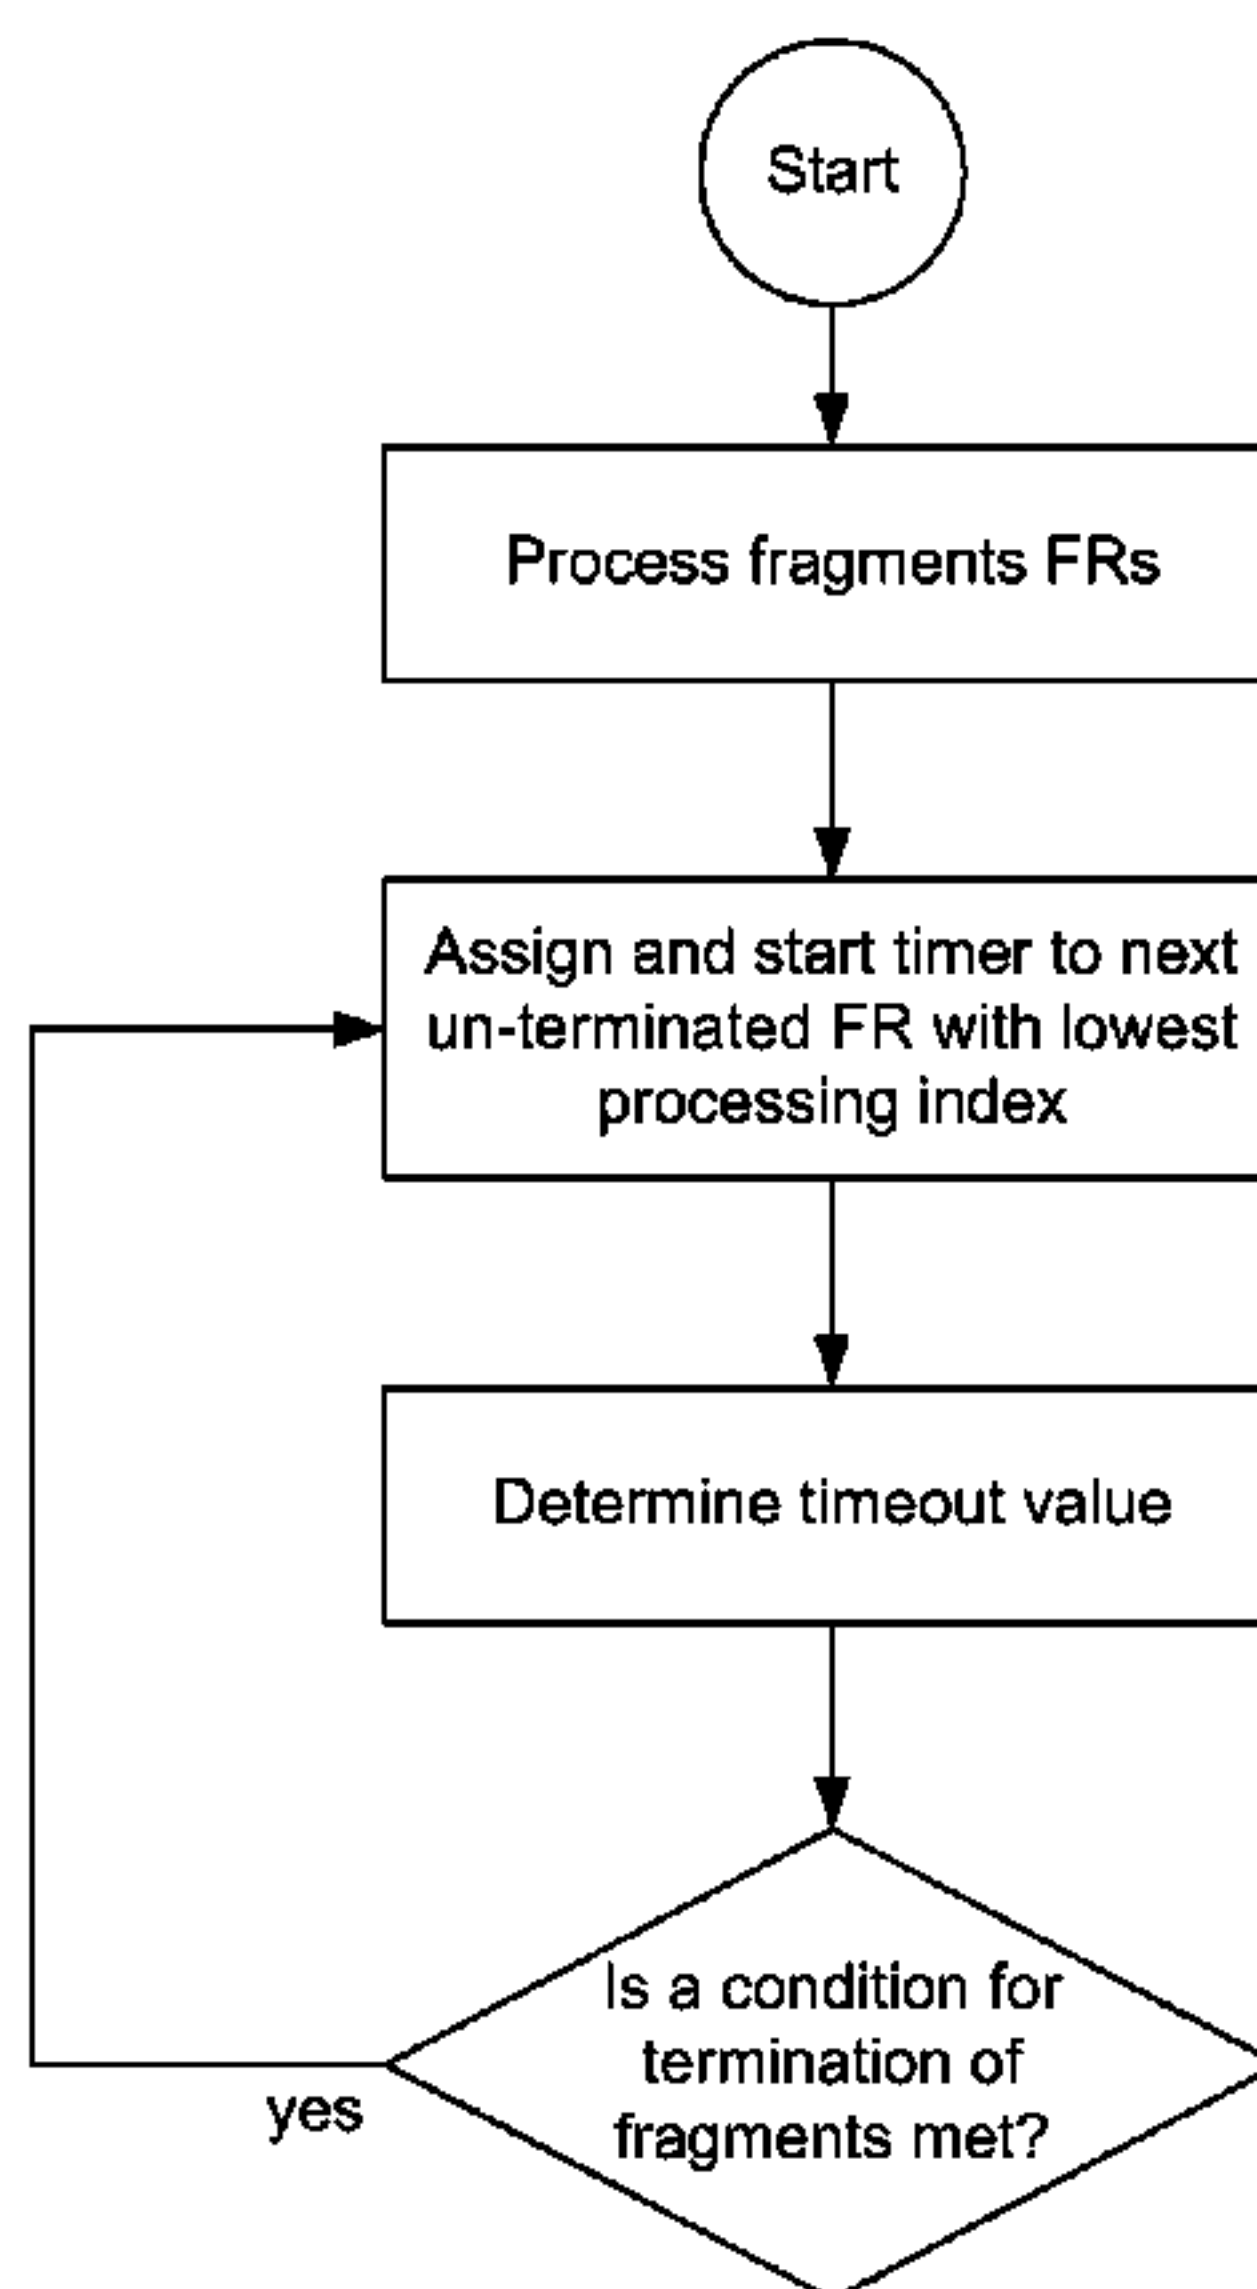 Start
Process fragments FRs
Assign and start timer to next
un-terminated FR with lowest
processing index
Determine timeout value
Is a condition for
termination of
fragments met?
yes